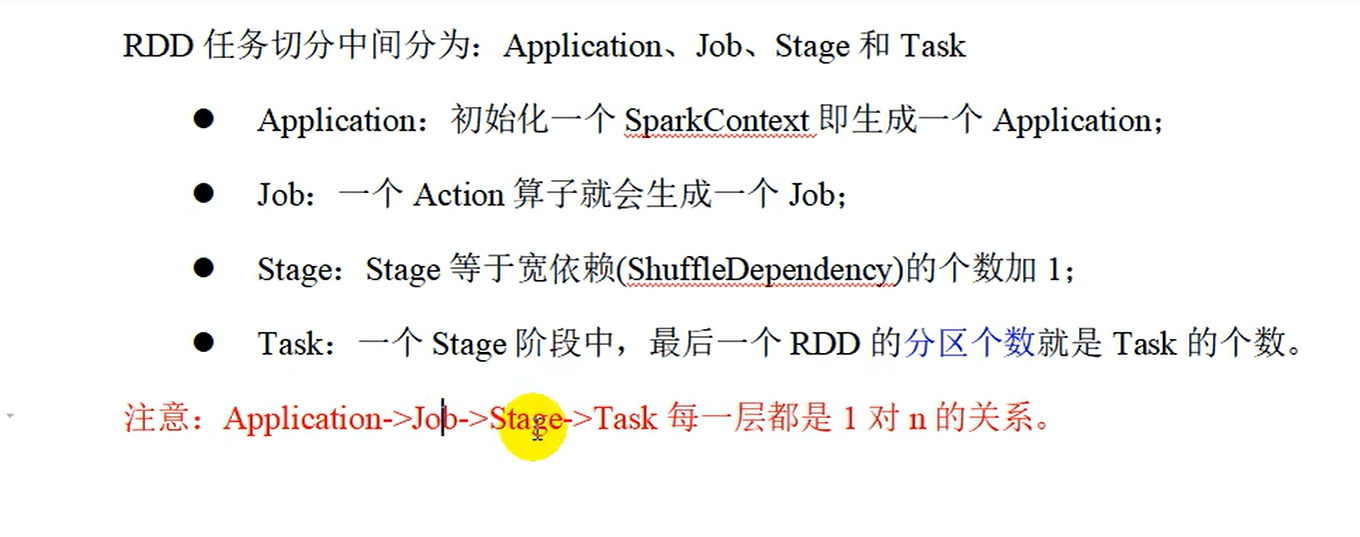 RDD 任务切分中间分为：Application、Job、Stage 和 Task
● Application：初始化一个 SparkContext 即生成一个 Application；
● Job：一个 Action 算子就会生成一个 Job；
● Stage：Stage 等于宽依赖(ShuffleDependency)的个数加 1；
● Task：一个 Stage 阶段中，最后一个 RDD 的分区个数就是 Task 的个数。
注意：Application->Job->Stage->Task 每一层都是 1 对 n 的关系。